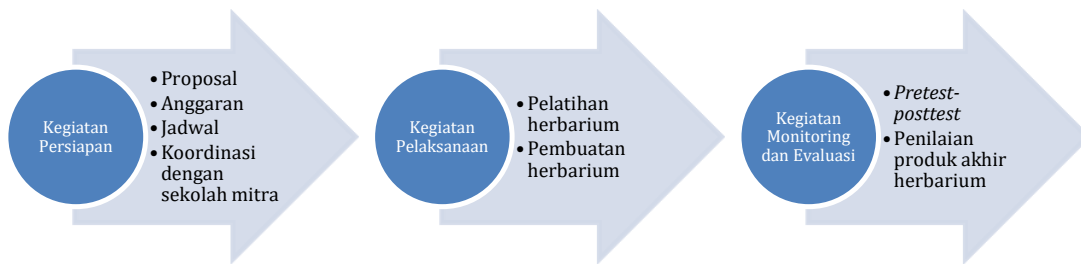 Kegiatan
Persiapan
• Proposal
• Anggaran
• Jadwal
• Koordinasi
dengan
sekolah mitra
Kegiatan
Pelaksanaan
• Pelatihan
herbarium
• Pembuatan
herbarium
Kegiatan
Monitoring
dan Evaluasi
• Pretest-
posttest
• Penilaian
produk akhir
herbarium